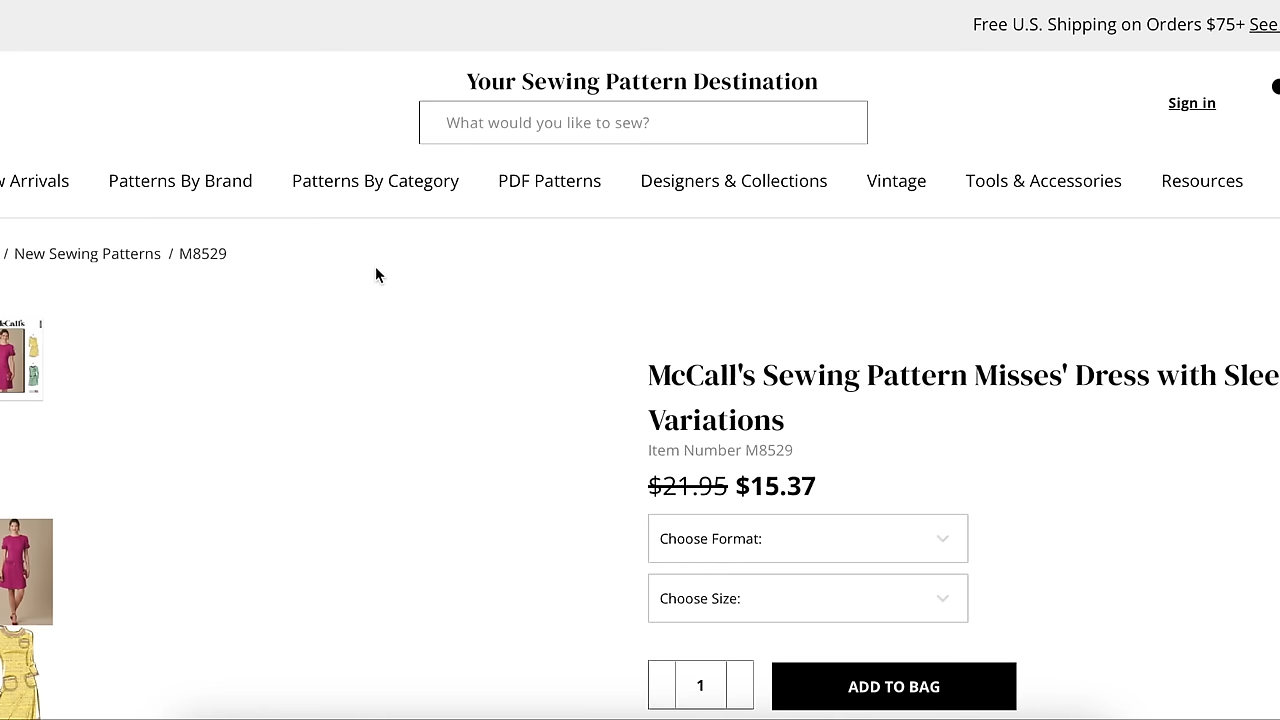 Free U.S. Shipping on Orders $75+ See
Your Sewing Pattern Destination
What would you like to sew?
Sign in
Arrivals Patterns By Brand Patterns By Category PDF Patterns Designers & Collections Vintage Tools & Accessories Resources
/ New Sewing Patterns / M8529
McCall's Sewing Pattern Misses' Dress with Slee
Variations
Item Number M8529
$21.95 $15.37
Choose Format:
Choose Size:
1
ADD TO BAG